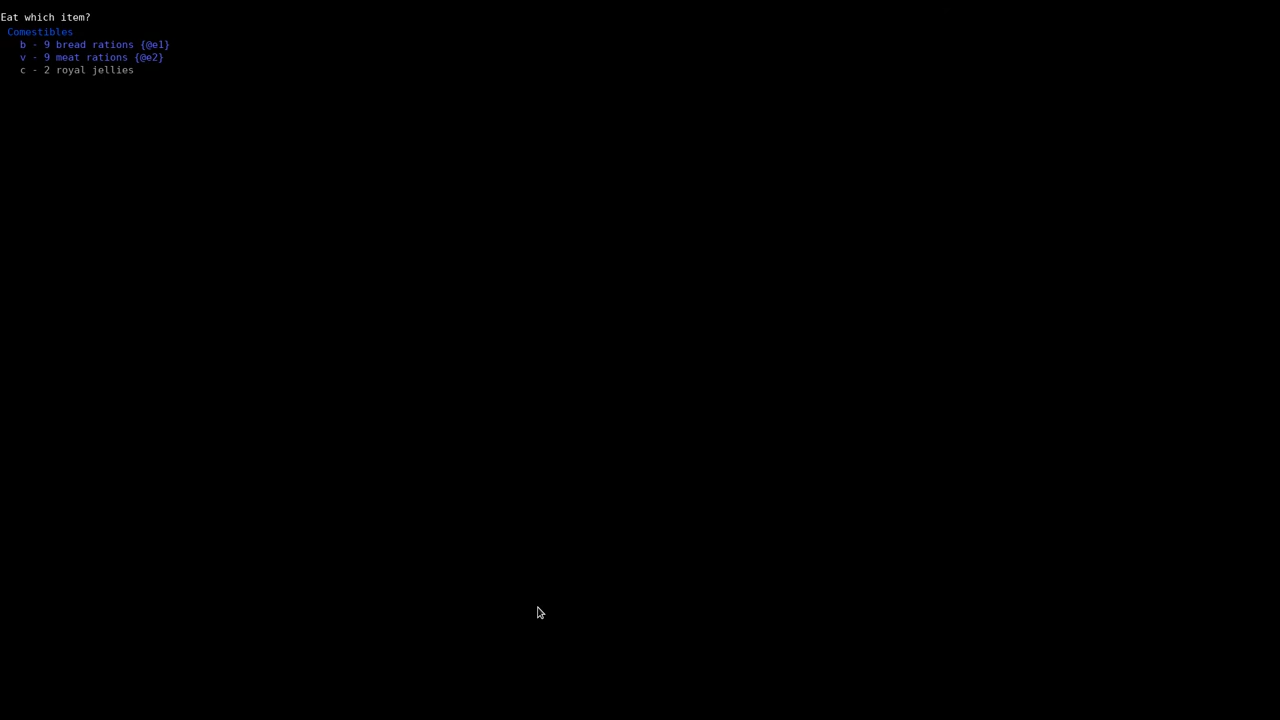 Eat which item?
Comestibles
b - 9 bread rations {@e1}
v - 9 meat rations {@e2}
c - 2 royal jellies